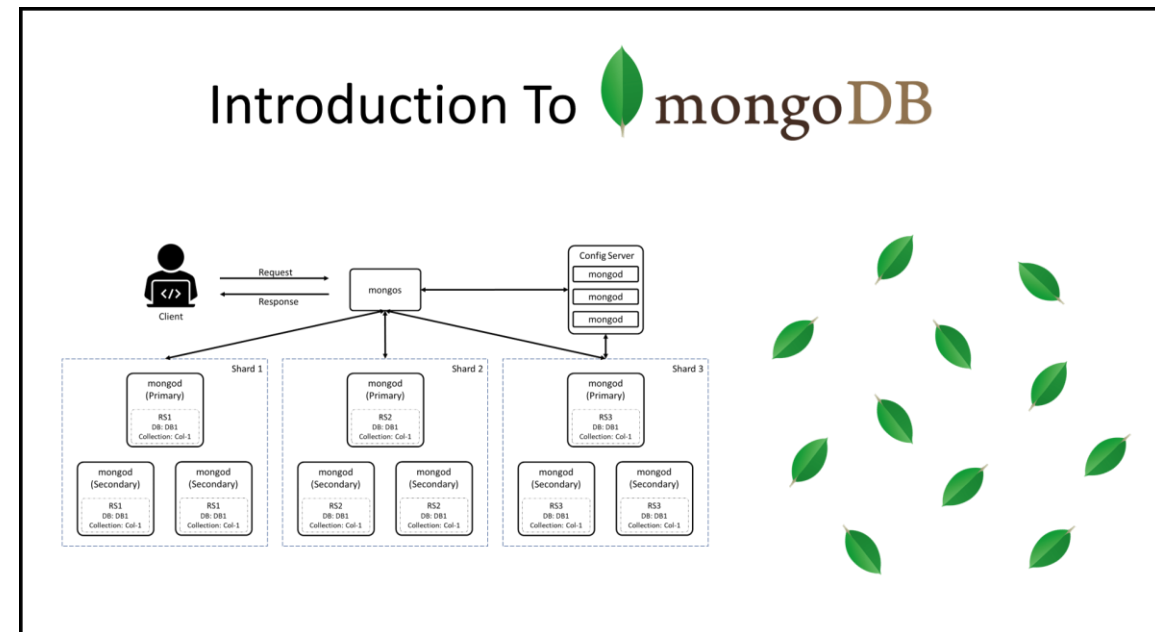 Introduction To mongoDB
Client
Request
Response
mongos
Config Server
mongod
mongod
mongod
Shard 1
mongod
(Primary)
RS1
DB: DB1
Collection: Col-1
mongod
(Secondary)
RS1
DB: DB1
Collection: Col-1
mongod
(Secondary)
RS1
DB: DB1
Collection: Col-1
Shard 2
mongod
(Primary)
RS2
DB: DB1
Collection: Col-1
mongod
(Secondary)
RS2
DB: DB1
Collection: Col-1
mongod
(Secondary)
RS2
DB: DB1
Collection: Col-1
Shard 3
mongod
(Primary)
RS3
DB: DB1
Collection: Col-1
mongod
(Secondary)
RS3
DB: DB1
Collection: Col-1
mongod
(Secondary)
RS3
DB: DB1
Collection: Col-1